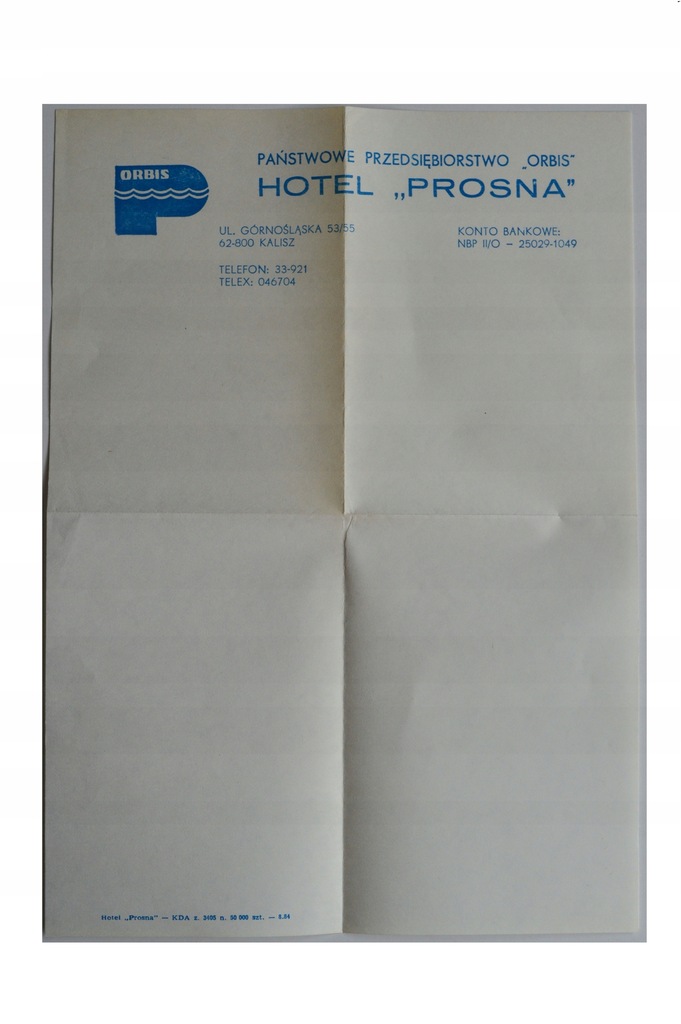 ORBIS
PAŃSTWOWE PRZEDSIĘBIORSTWO „ORBIS”
HOTEL „PROSNA”
UL. GÓRNOŚLĄSKA 53/55
62-800 KALISZ
KONTO BANKOWE:
NBP II/O – 25029-1049
TELEFON: 33-921
TELEX: 046704
Hotel „Prosna” — KDA z. 3495 n. 50 000 szt. — 8.84